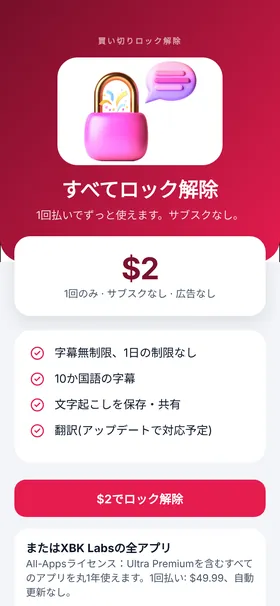 買い切りロック解除
すべてロック解除
1回払いでずっと使えます。サブスクなし。
$2
1回のみ · サブスクなし · 広告なし
字幕無制限、1日の制限なし
10か国語の字幕
文字起こしを保存・共有
翻訳(アップデートで対応予定)
$2でロック解除
またはXBK Labsの全アプリ
All-Appsライセンス：Ultra Premiumを含むすべて
のアプリを丸1年使えます。1回払い: $49.99、自動
更新なし。